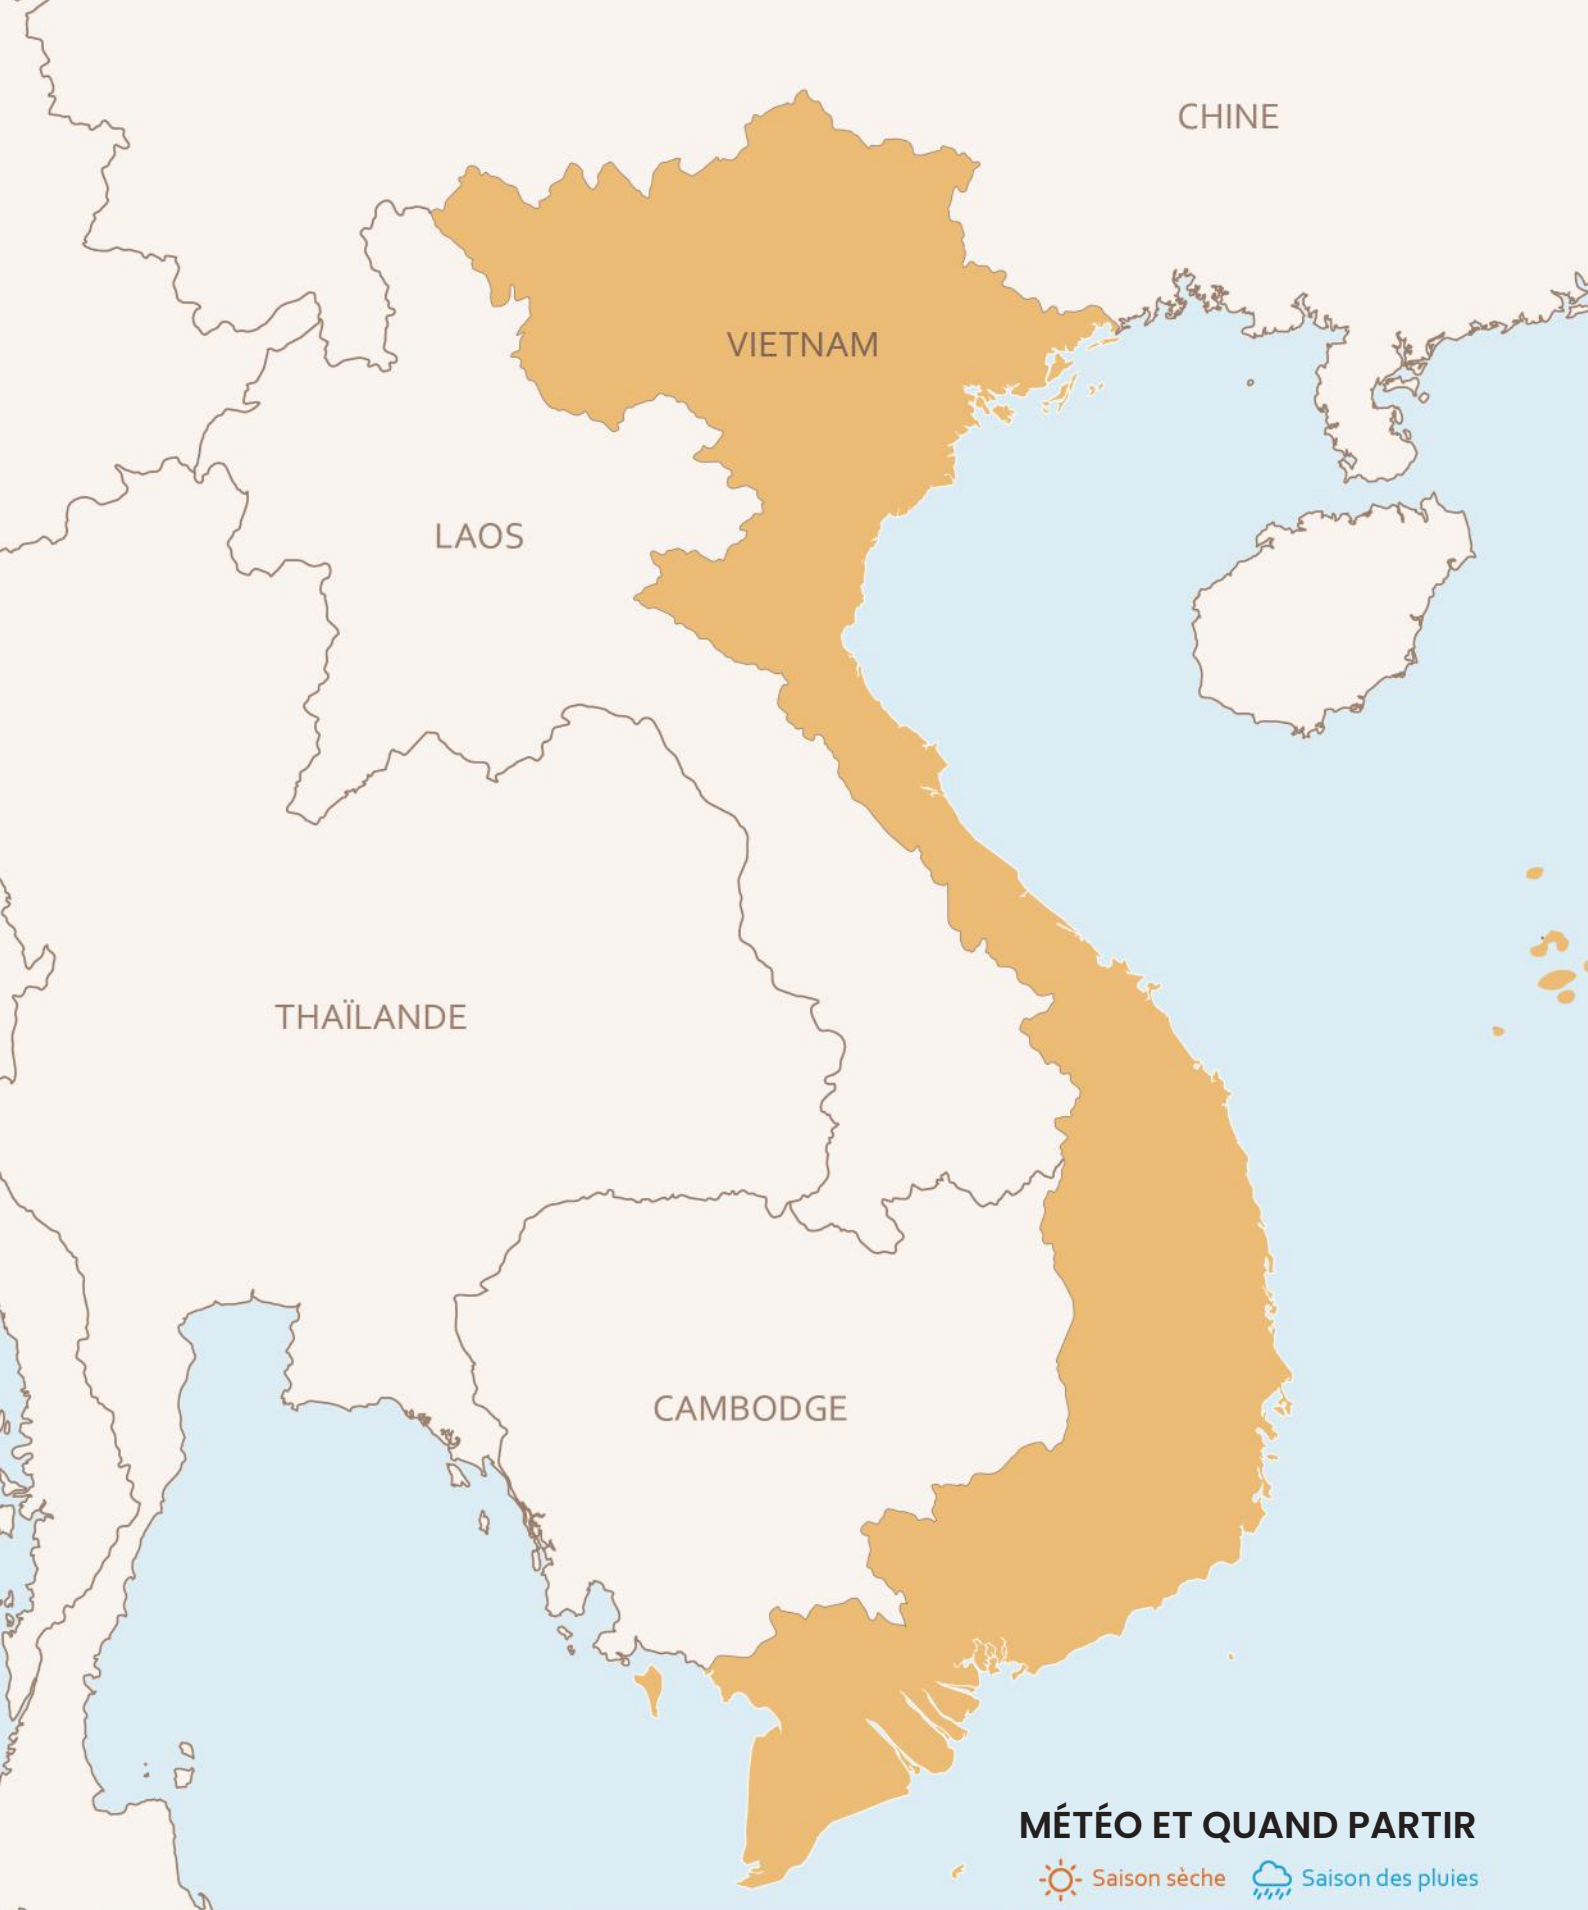 CHINE
VIETNAM
LAOS
THAÏLANDE
CAMBODGE
MÉTÉO ET QUAND PARTIR
Saison sèche Saison des pluies